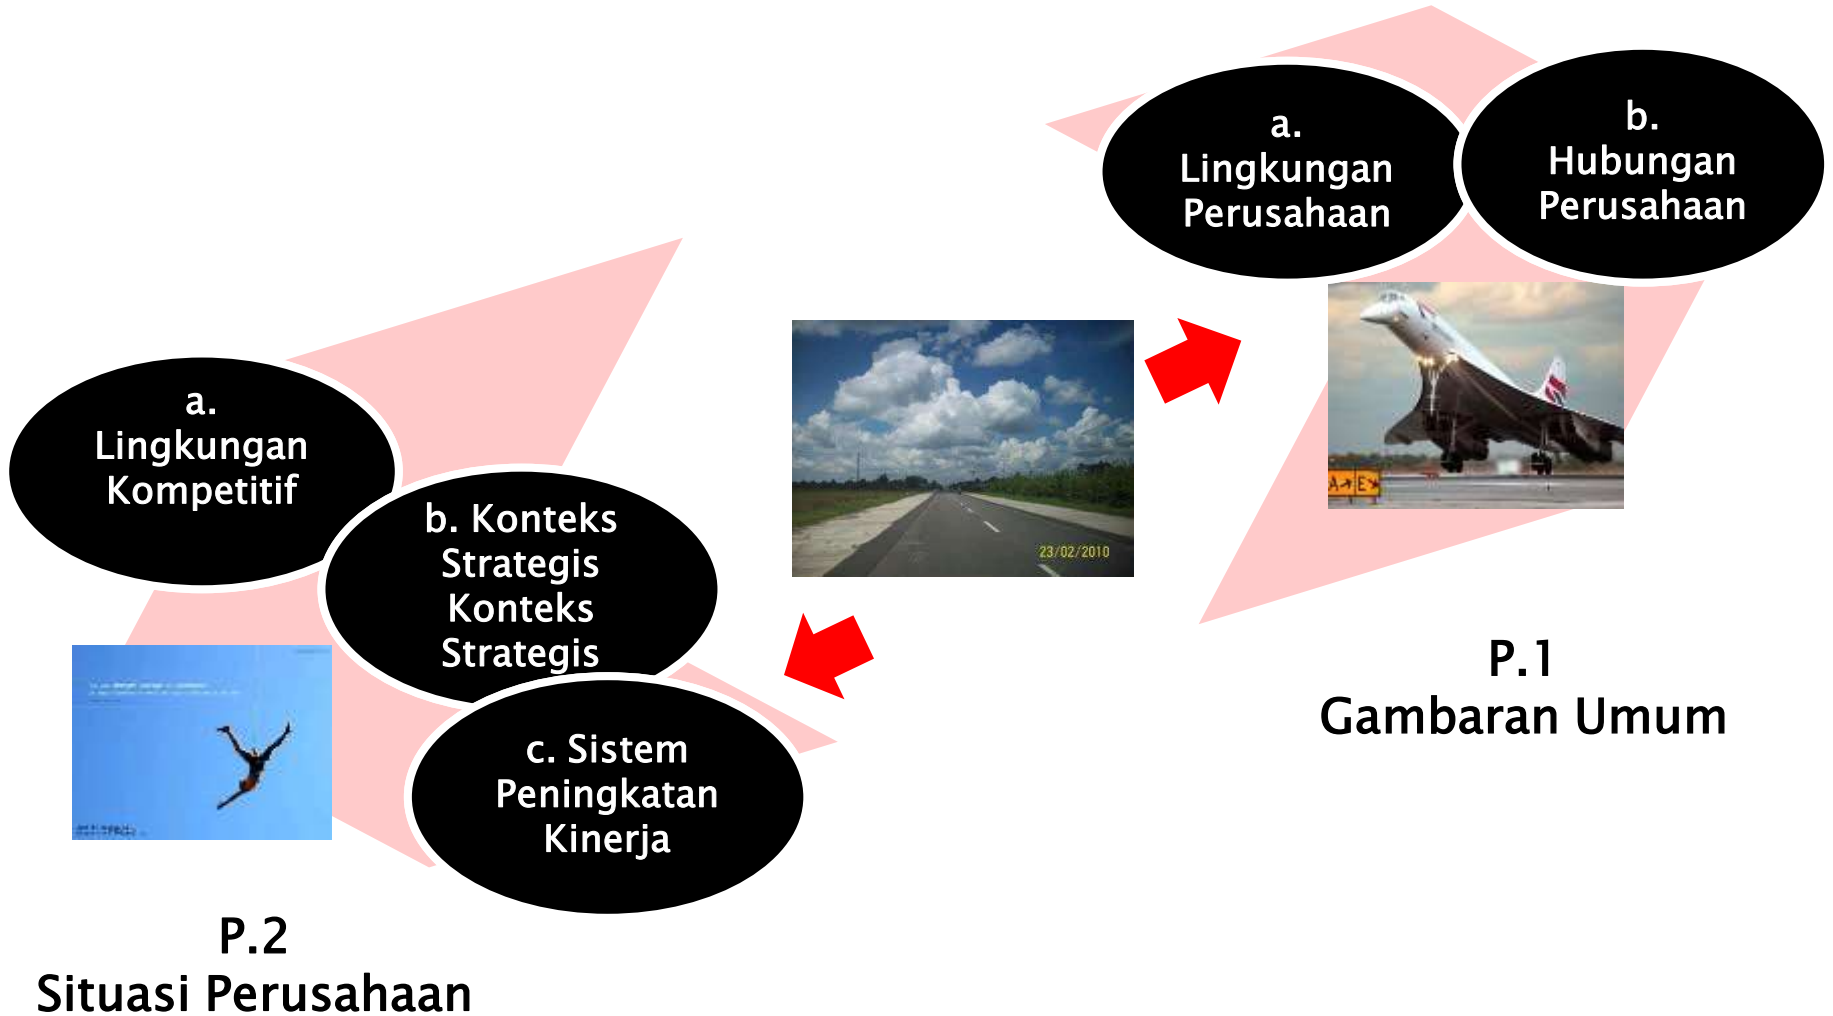 a.
Lingkungan
Perusahaan
b.
Hubungan
Perusahaan
A E
P.1
Gambaran Umum
23/02/2010
a.
Lingkungan
Kompetitif
b. Konteks
Strategis
Konteks
Strategis
c. Sistem
Peningkatan
Kinerja
P.2
Situasi Perusahaan